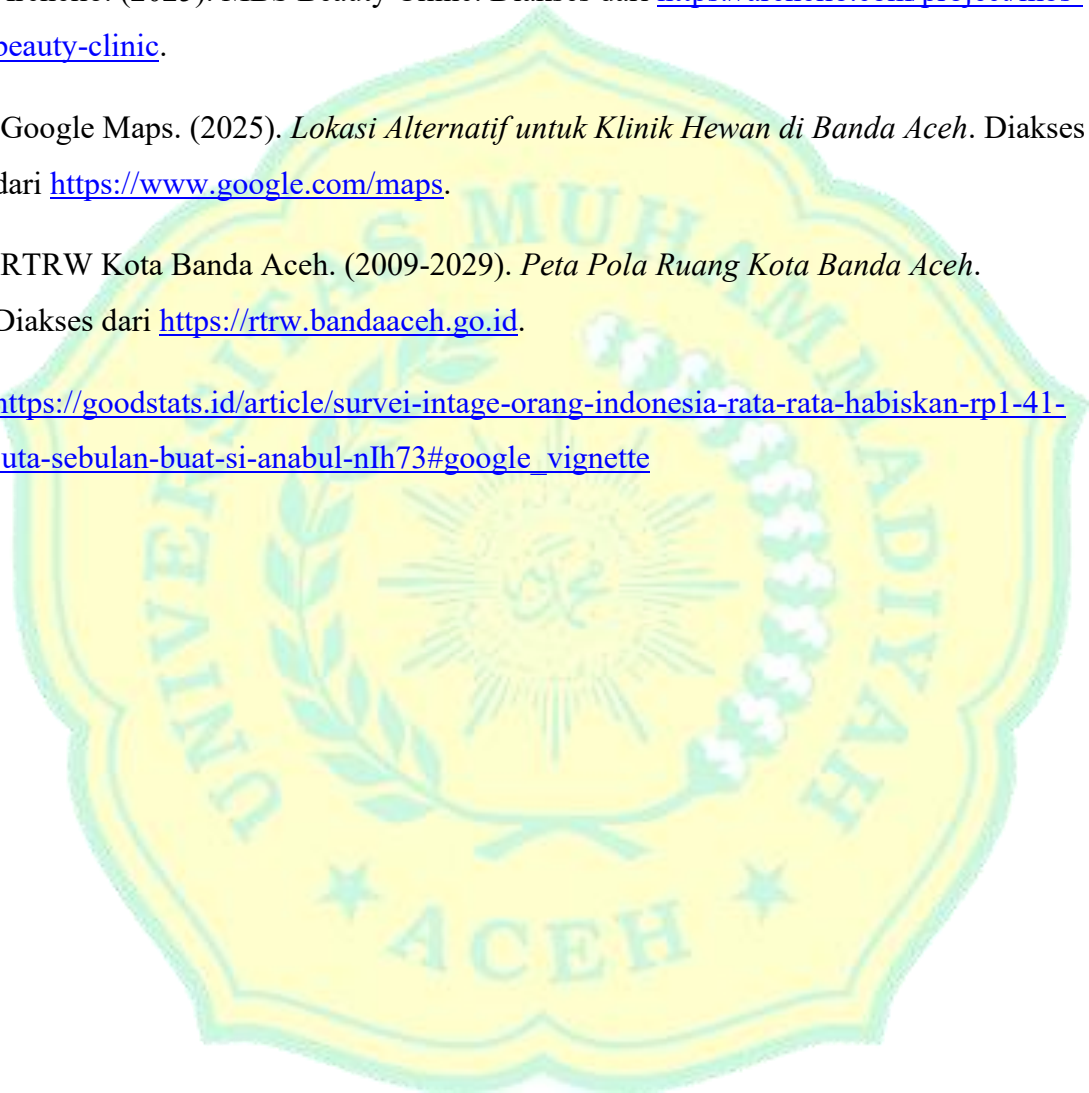 beauty-clinic.
Google Maps. (2025). Lokasi Alternatif untuk Klinik Hewan di Banda Aceh. Diakses
dari https://www.google.com/maps.
RTRW Kota Banda Aceh. (2009-2029). Peta Pola Ruang Kota Banda Aceh.
Diakses dari https://rtrw.bandaaceh.go.id.
https://goodstats.id/article/survei-intage-orang-indonesia-rata-rata-habiskan-rp1-41-
juta-sebulan-buat-si-anabul-nIh73#google_vignette
UNIVERSITAS MUHAMMADIYAH
ACEH